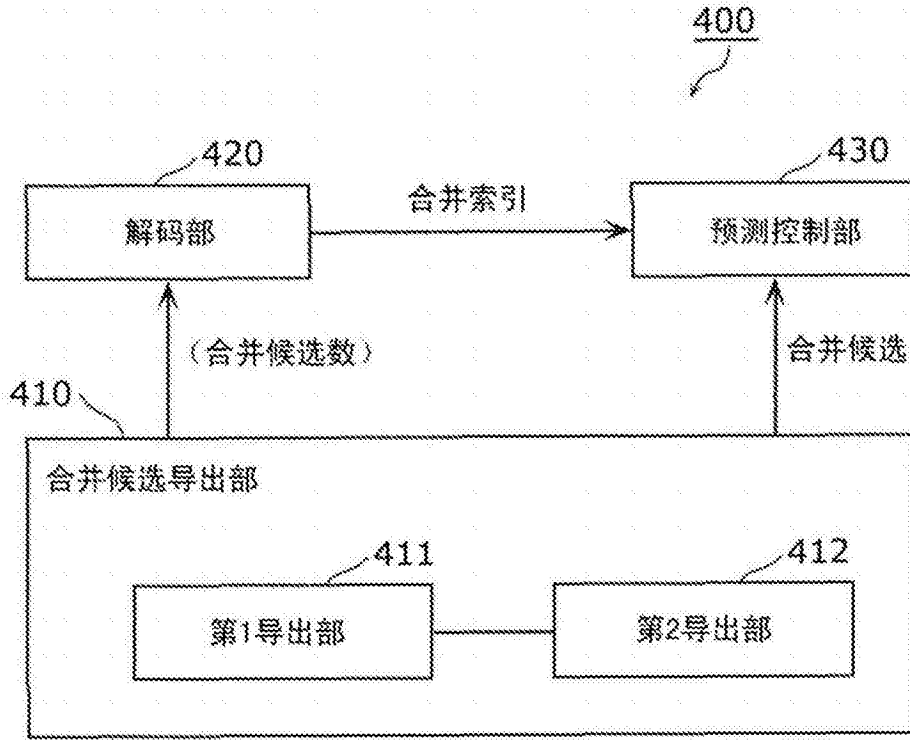 400
420
430
解码部
合并索引
预测控制部
（合并候选数）
合并候选
410
合并候选导出部
411
412
第1导出部
第2导出部